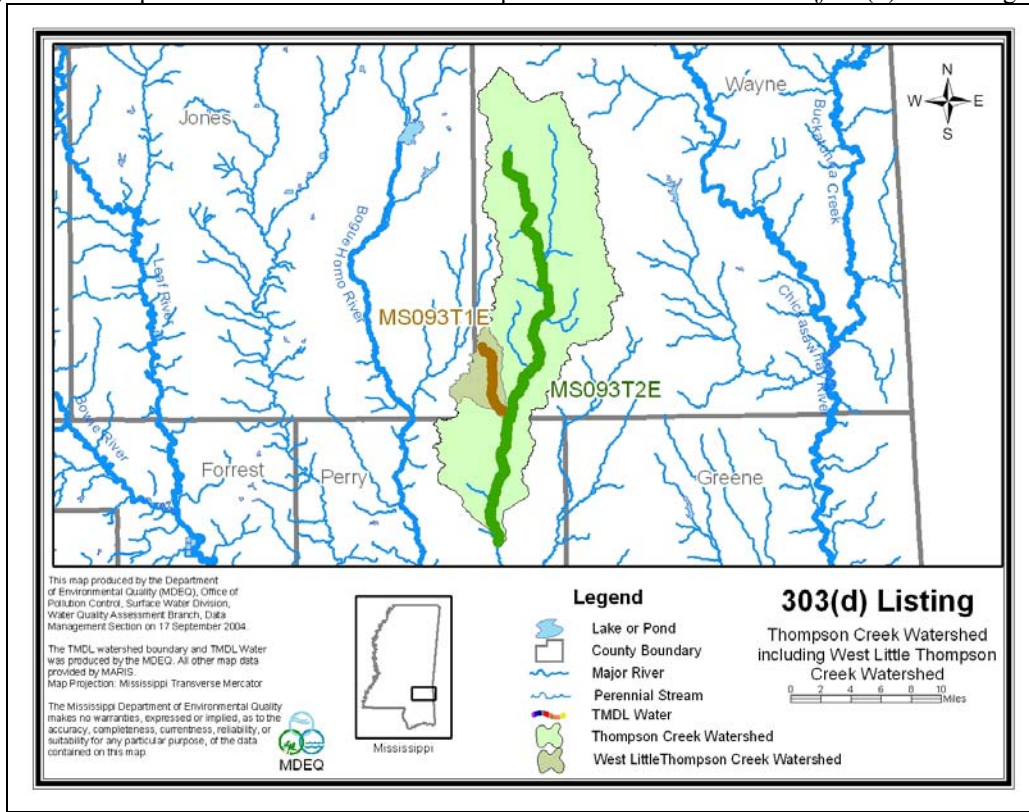 N
W E
S
Jones
Wayne
Buckatunna Creek
Bogue Homo River
Leaf River
MS093T1E
Chickasawhay River
MS093T2E
Bowie River
Forrest
Perry
Greene
This map produced by the Department
of Environmental Quality (MDEQ), Office of
Pollution Control, Surface Water Division,
Water Quality Assessment Branch, Data
Management Section on 17 September 2004.
The TMDL watershed boundary and TMDL Water
was produced by the MDEQ. All other map data
provided by MARIS.
Map Projection: Mississippi Transverse Mercator
The Mississippi Department of Environmental Quality
makes no warranties, expressed or implied, as to the
accuracy, completeness, currentness, reliability, or
suitability for any particular purpose, of the data
contained on this map.
MDEQ
Mississippi
Legend
Lake or Pond
County Boundary
Major River
Perennial Stream
TMDL Water
Thompson Creek Watershed
West LittleThompson Creek Watershed
303(d) Listing
Thompson Creek Watershed
including West Little Thompson
Creek Watershed
0 2 4 6 8 10
Miles